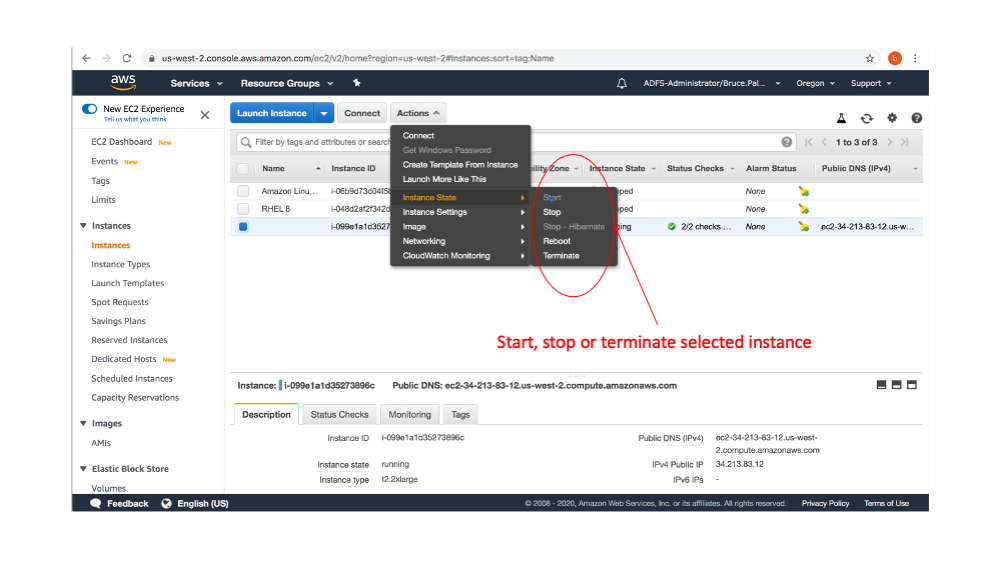 us-west-2.console.aws.amazon.com/ec2/v2/home?region=us-west-2#Instances:sort=tag:Name
b
aws
Services
Resource Groups
ADFS-Administrator/Bruce.Pal...
Oregon
Support
New EC2 Experience
Tell us what you think
EC2 Dashboard New
Events New
Tags
Limits
Instances
Instances
Instance Types
Launch Templates
Spot Requests
Savings Plans
Reserved Instances
Dedicated Hosts New
Scheduled Instances
Capacity Reservations
Images
AMIs
Elastic Block Store
Volumes
Launch Instance
Connect
Actions
Filter by tags and attributes or search
1 to 3 of 3
Name Instance ID Zone Instance State Status Checks Alarm Status Public DNS (IPv4)
Amazon Linu... None
RHEL 8 None
2/2 checks ... None ec2-34-213-83-12.us-w...
Connect
Get Windows Password
Create Template From Instance
Launch More Like This
Instance State
Instance Settings
Image
Networking
CloudWatch Monitoring
Start
Stop
Stop - Hibernate
Reboot
Terminate
Start, stop or terminate selected instance
Instance: i-099e1a1d35273896c Public DNS: ec2-34-213-83-12.us-west-2.compute.amazonaws.com
Description
Status Checks
Monitoring
Tags
Instance ID i-099e1a1d35273896c
Instance state running
Instance type t2.2xlarge
Public DNS (IPv4) ec2-34-213-83-12.us-west-
2.compute.amazonaws.com
IPv4 Public IP 34.213.83.12
IPv6 IPs -
Feedback
English (US)
© 2008 - 2020, Amazon Web Services, Inc. or its affiliates. All rights reserved.
Privacy Policy
Terms of Use